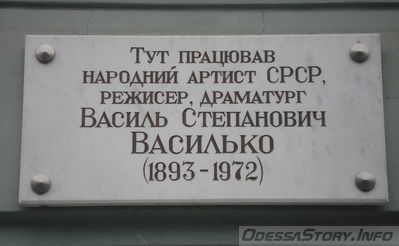 Тут працював
народний артист СРСР,
режисер, драматург
Василь Степанович
Василько
(1893-1972)
OdessaStory.Info